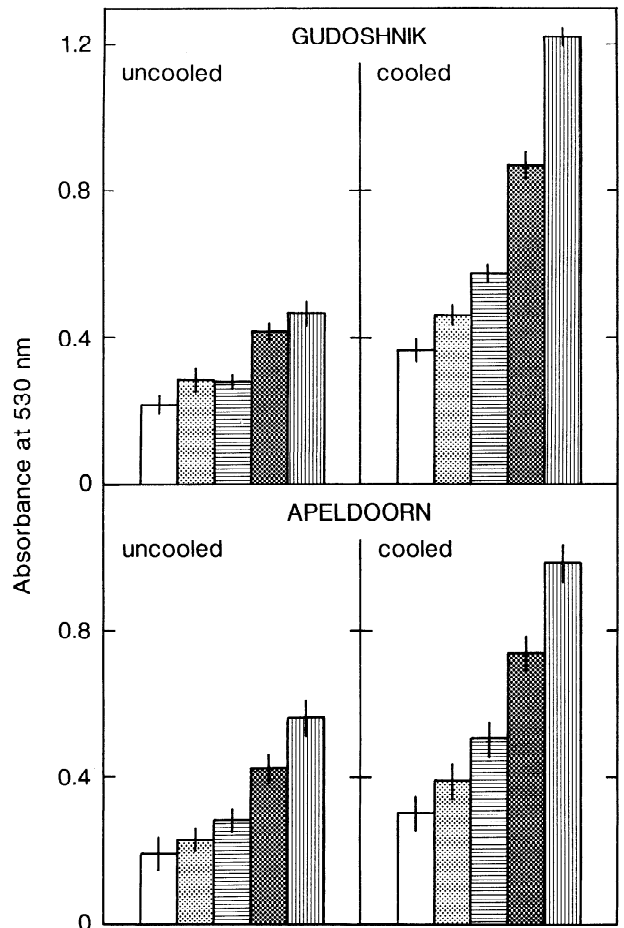 GUDOSHNIK
uncooled
cooled
1.2
0.8
0.4
0
Absorbance at 530 nm
APELDOORN
uncooled
cooled
0.8
0.4
0